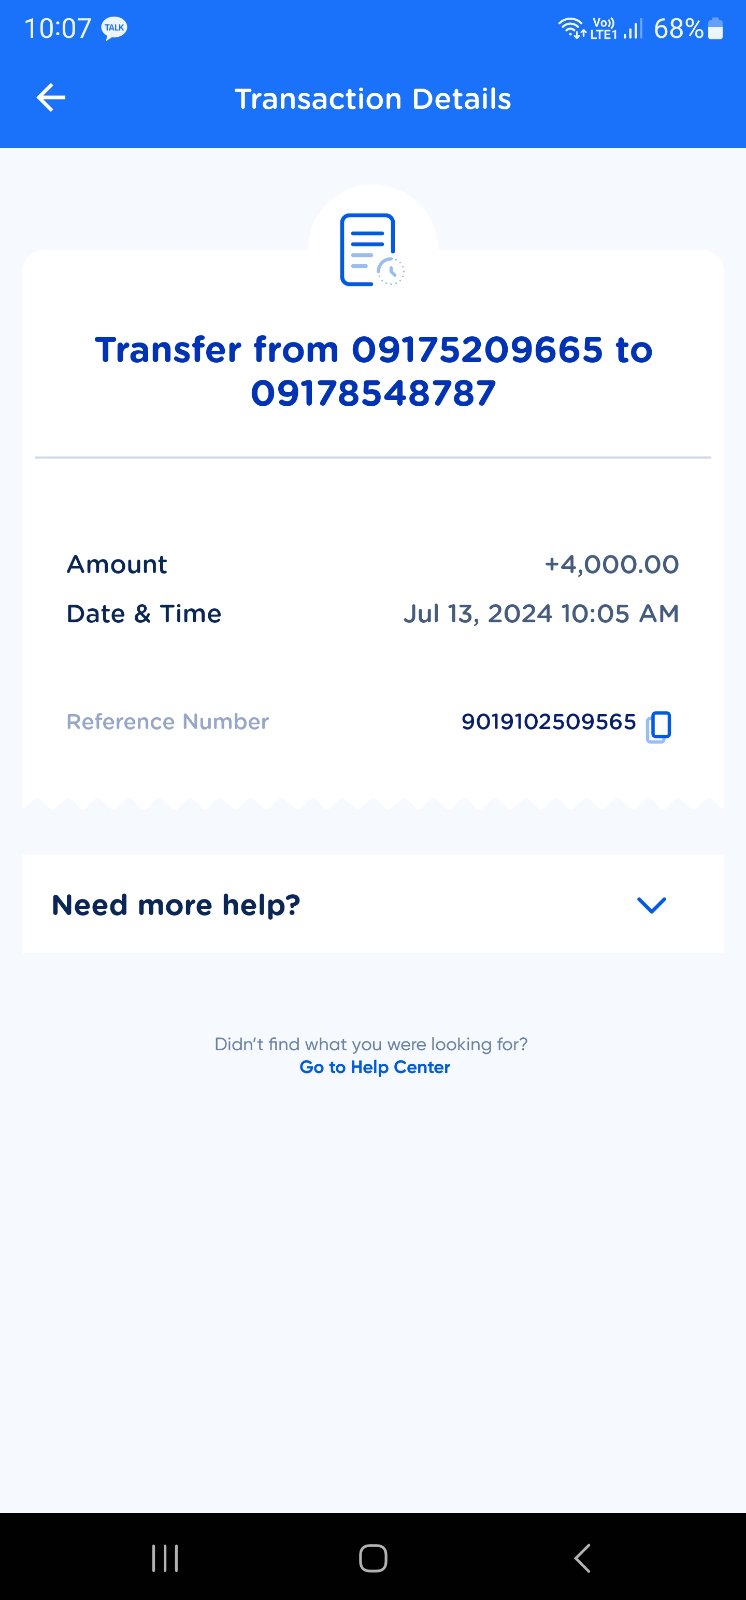 10:07 TALK Vo)) LTE1 68%
Transaction Details
Transfer from 09175209665 to
09178548787
Amount +4,000.00
Date & Time Jul 13, 2024 10:05 AM
Reference Number 9019102509565
Need more help?
Didn't find what you were looking for?
Go to Help Center